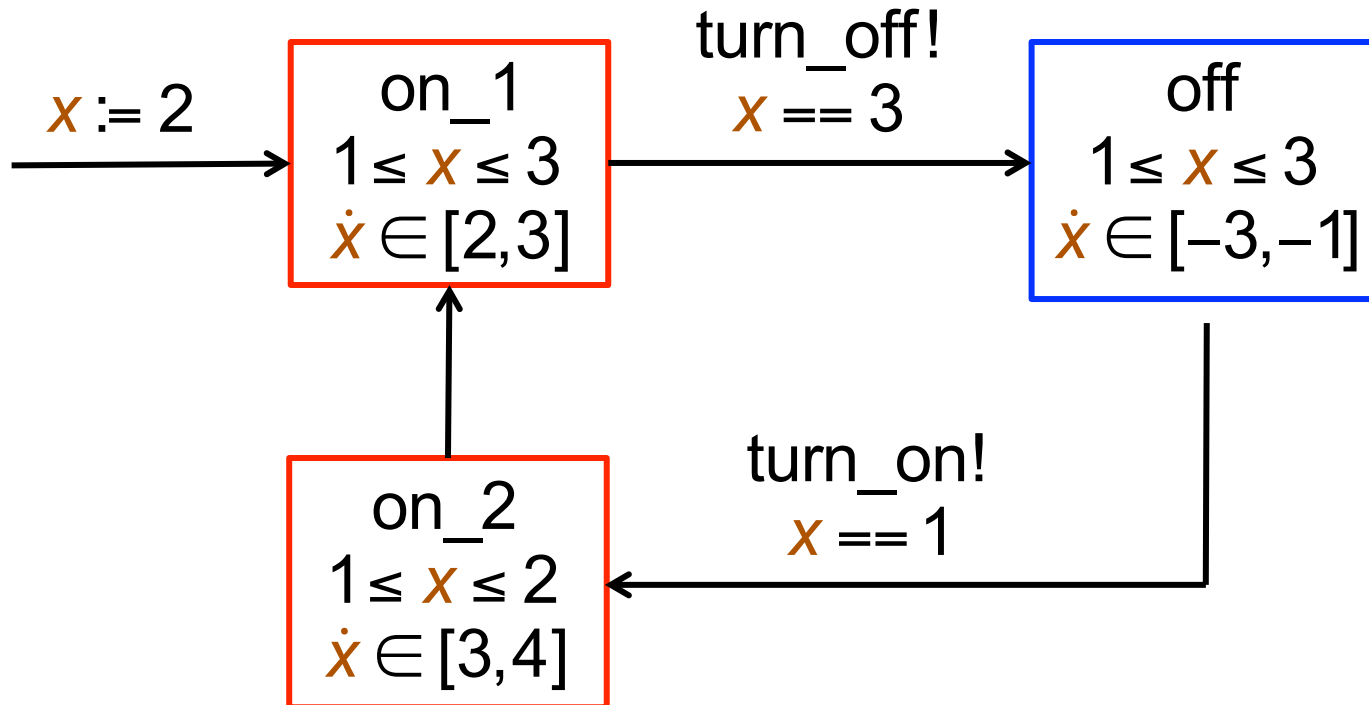 x := 2
on_1
1 ≤ x ≤ 3
ẋ ∈ [2,3]
turn_off!
x == 3
off
1 ≤ x ≤ 3
ẋ ∈ [−3,−1]
on_2
1 ≤ x ≤ 2
ẋ ∈ [3,4]
turn_on!
x == 1